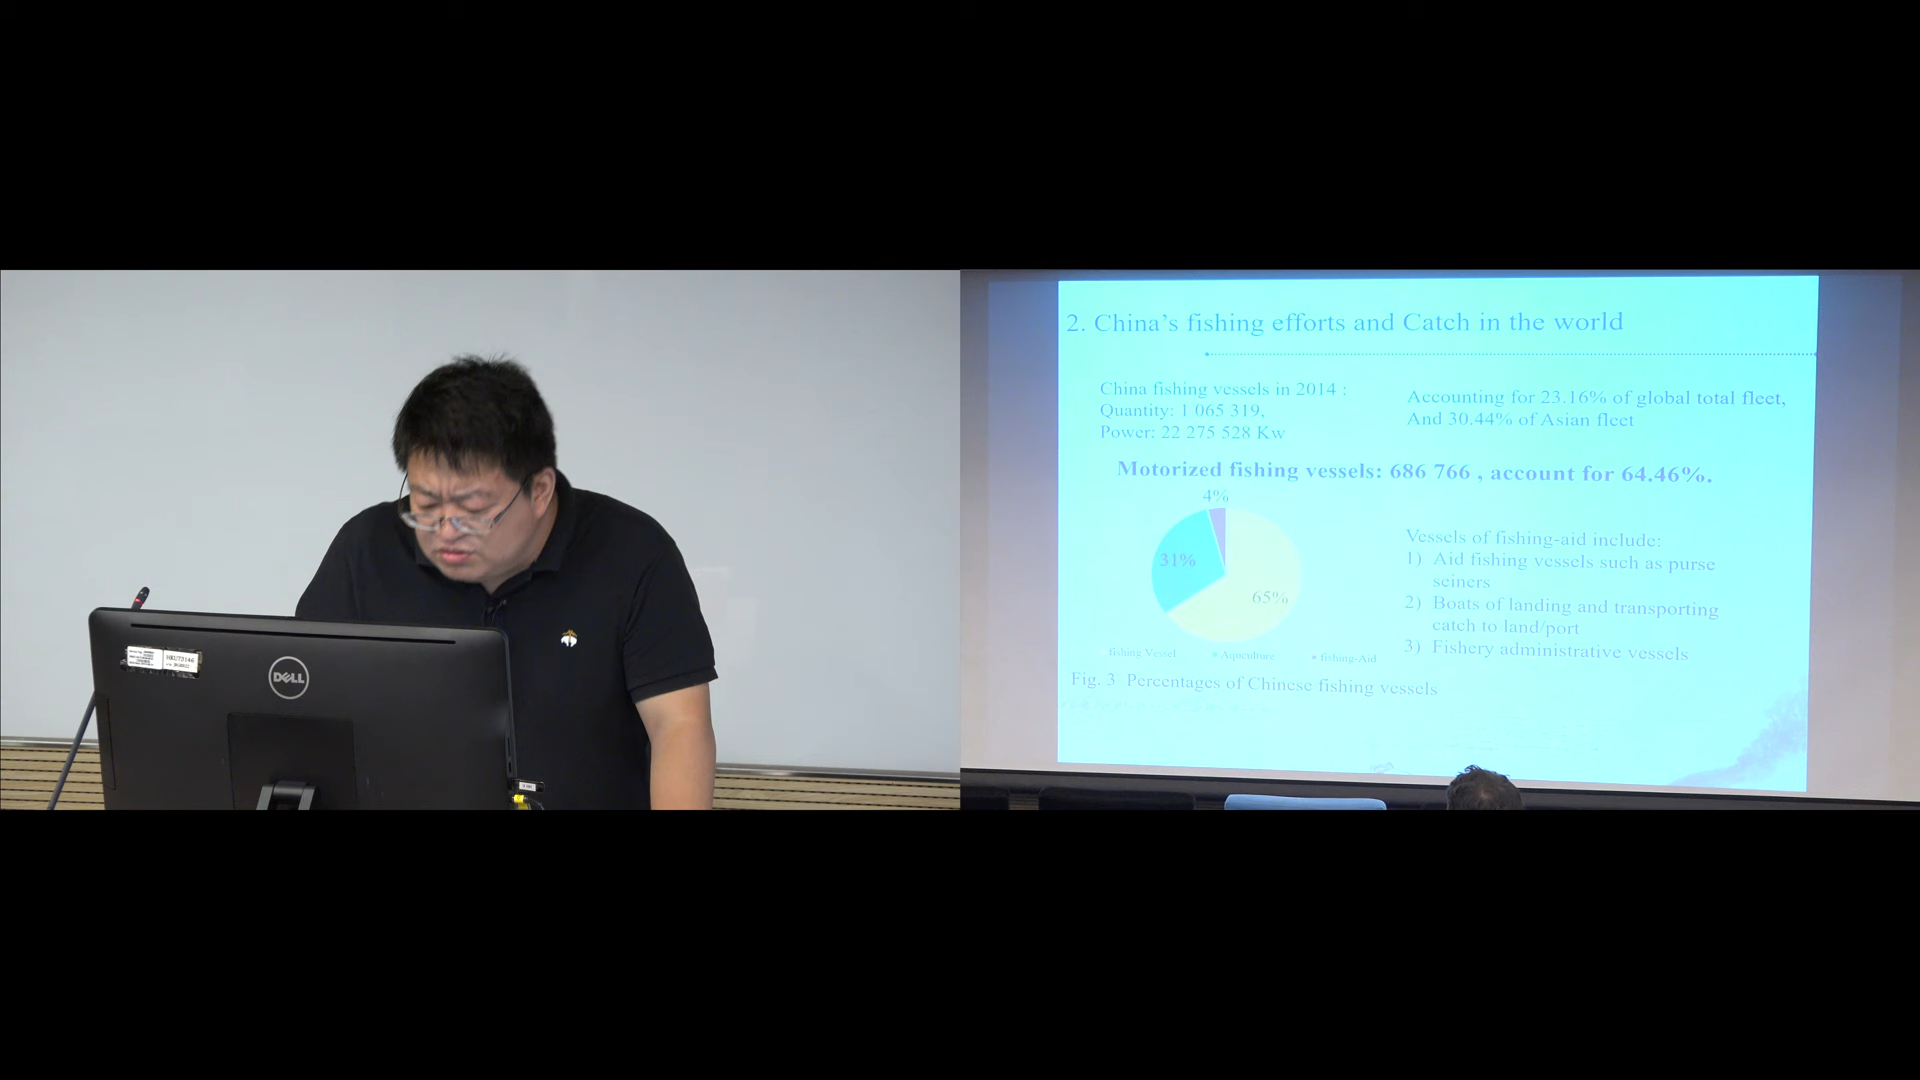 HKU73146
DELL
2. China's fishing efforts and Catch in the world
China fishing vessels in 2014 :
Quantity: 1 065 319,
Power: 22 275 528 Kw
Accounting for 23.16% of global total fleet,
And 30.44% of Asian fleet
Motorized fishing vessels: 686 766 , account for 64.46%.
4%
31%
65%
fishing Vessel
Aquculture
fishing-Aid
Fig. 3 Percentages of Chinese fishing vessels
Vessels of fishing-aid include:
1) Aid fishing vessels such as purse
seiners
2) Boats of landing and transporting
catch to land/port
3) Fishery administrative vessels